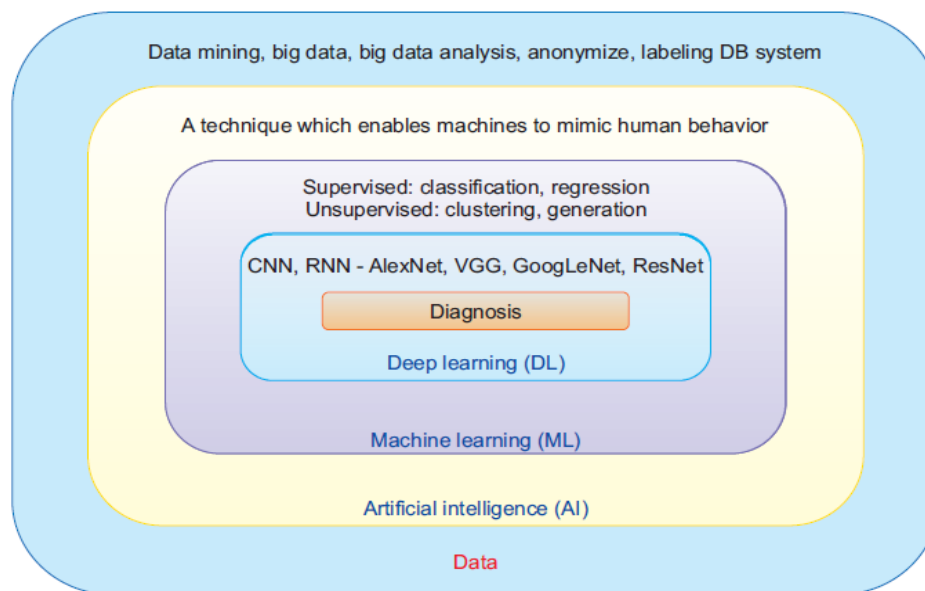 Data mining, big data, big data analysis, anonymize, labeling DB system
A technique which enables machines to mimic human behavior
Supervised: classification, regression
Unsupervised: clustering, generation
CNN, RNN - AlexNet, VGG, GoogLeNet, ResNet
Diagnosis
Deep learning (DL)
Machine learning (ML)
Artificial intelligence (AI)
Data